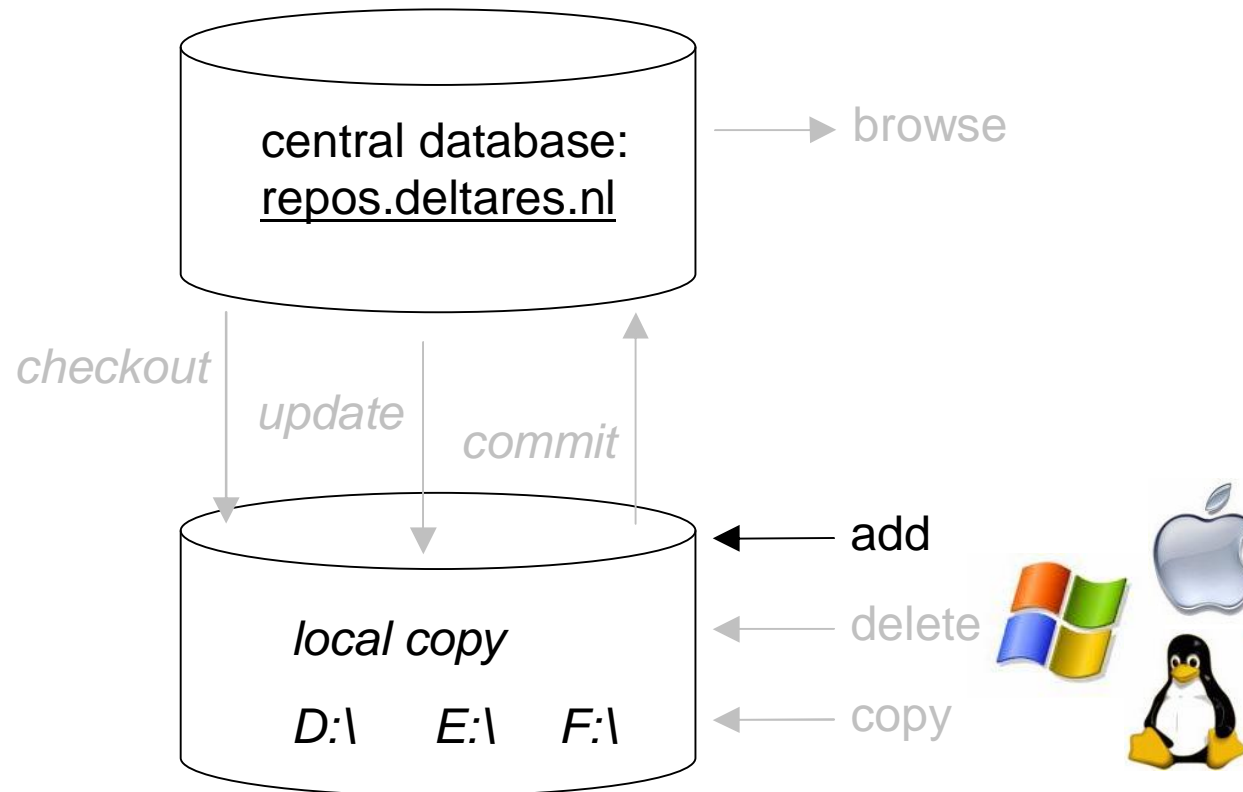 central database:
repos.deltares.nl
browse
checkout
update
commit
add
delete
copy
local copy
D:\ E:\ F:\